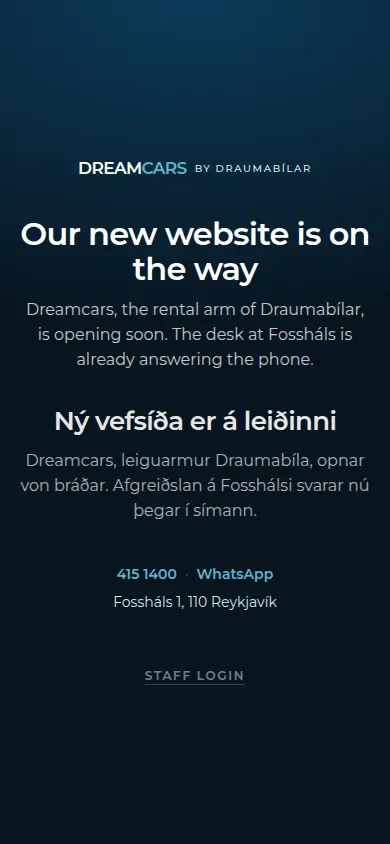 DREAMCARS BY DRAUMABÍLAR
Our new website is on
the way
Dreamcars, the rental arm of Draumabílar,
is opening soon. The desk at Fossháls is
already answering the phone.
Ný vefsíða er á leiðinni
Dreamcars, leiguarmur Draumabíla, opnar
von bráðar. Afgreiðslan á Fosshálsi svarar nú
þegar í símann.
415 1400 · WhatsApp
Fossháls 1, 110 Reykjavík
STAFF LOGIN